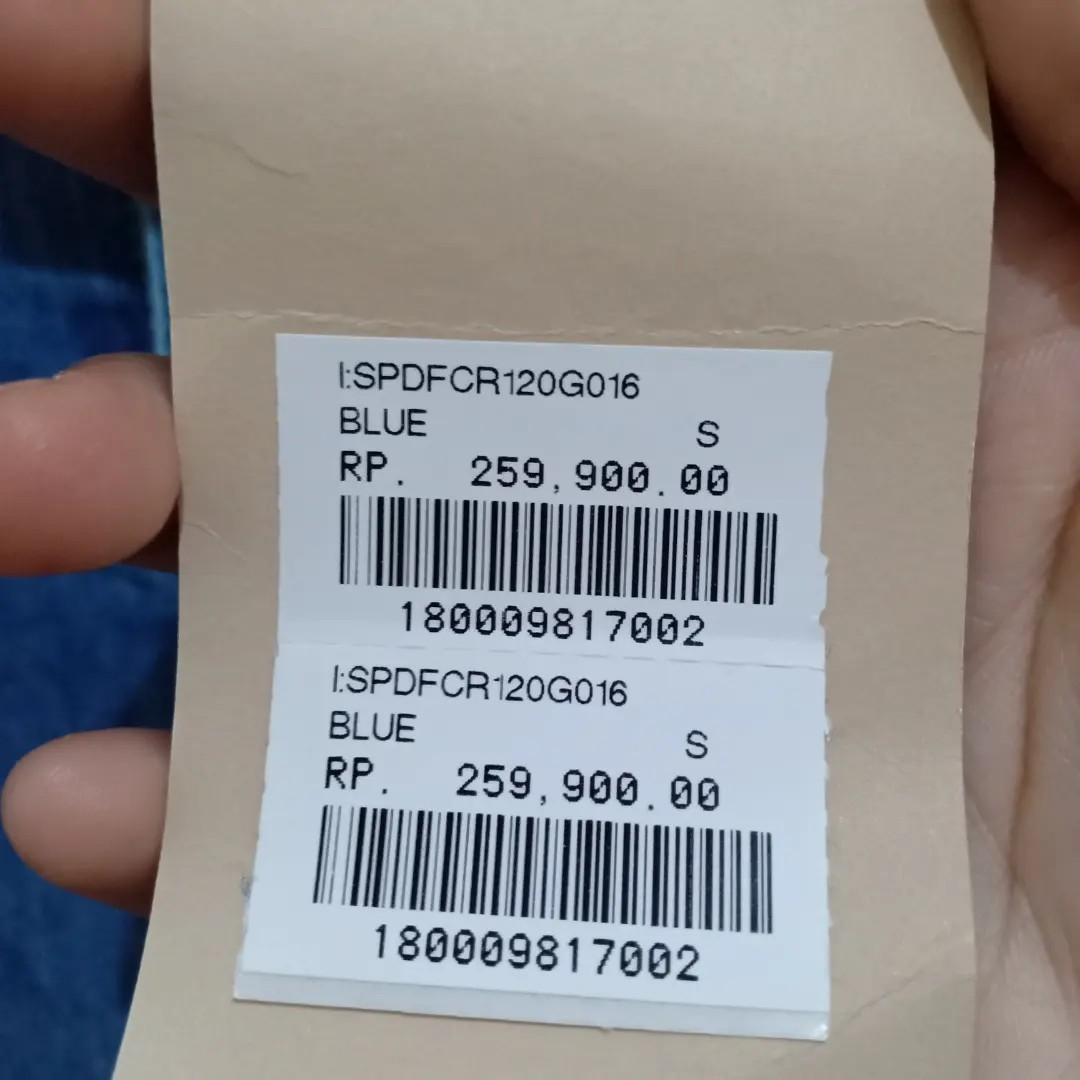 I:SPDFCR120G016
BLUE S
RP. 259,900.00
180009817002
I:SPDFCR120G016
BLUE S
RP. 259,900.00
180009817002